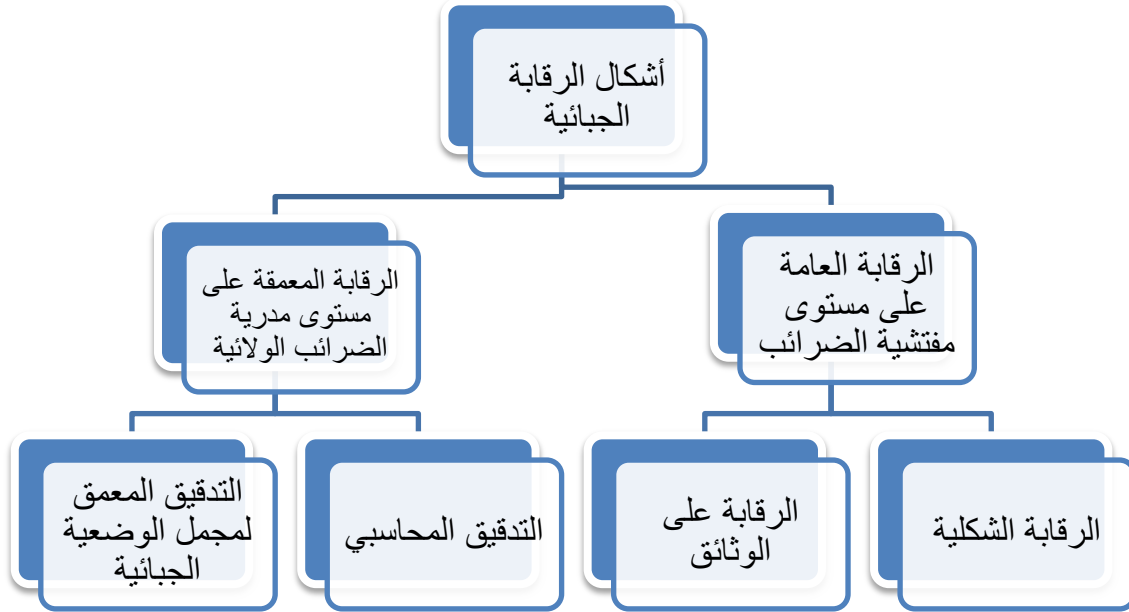 أشكال الرقابة
الجبائية
الرقابة العامة
على مستوى
مفتشية الضرائب
الرقابة المعمقة على
مستوى مدرية
الضرائب الولائية
الرقابة الشكلية
الرقابة على
الوثائق
التدقيق المحاسبي
التدقيق المعمق
لمجمل الوضعية
الجبائية